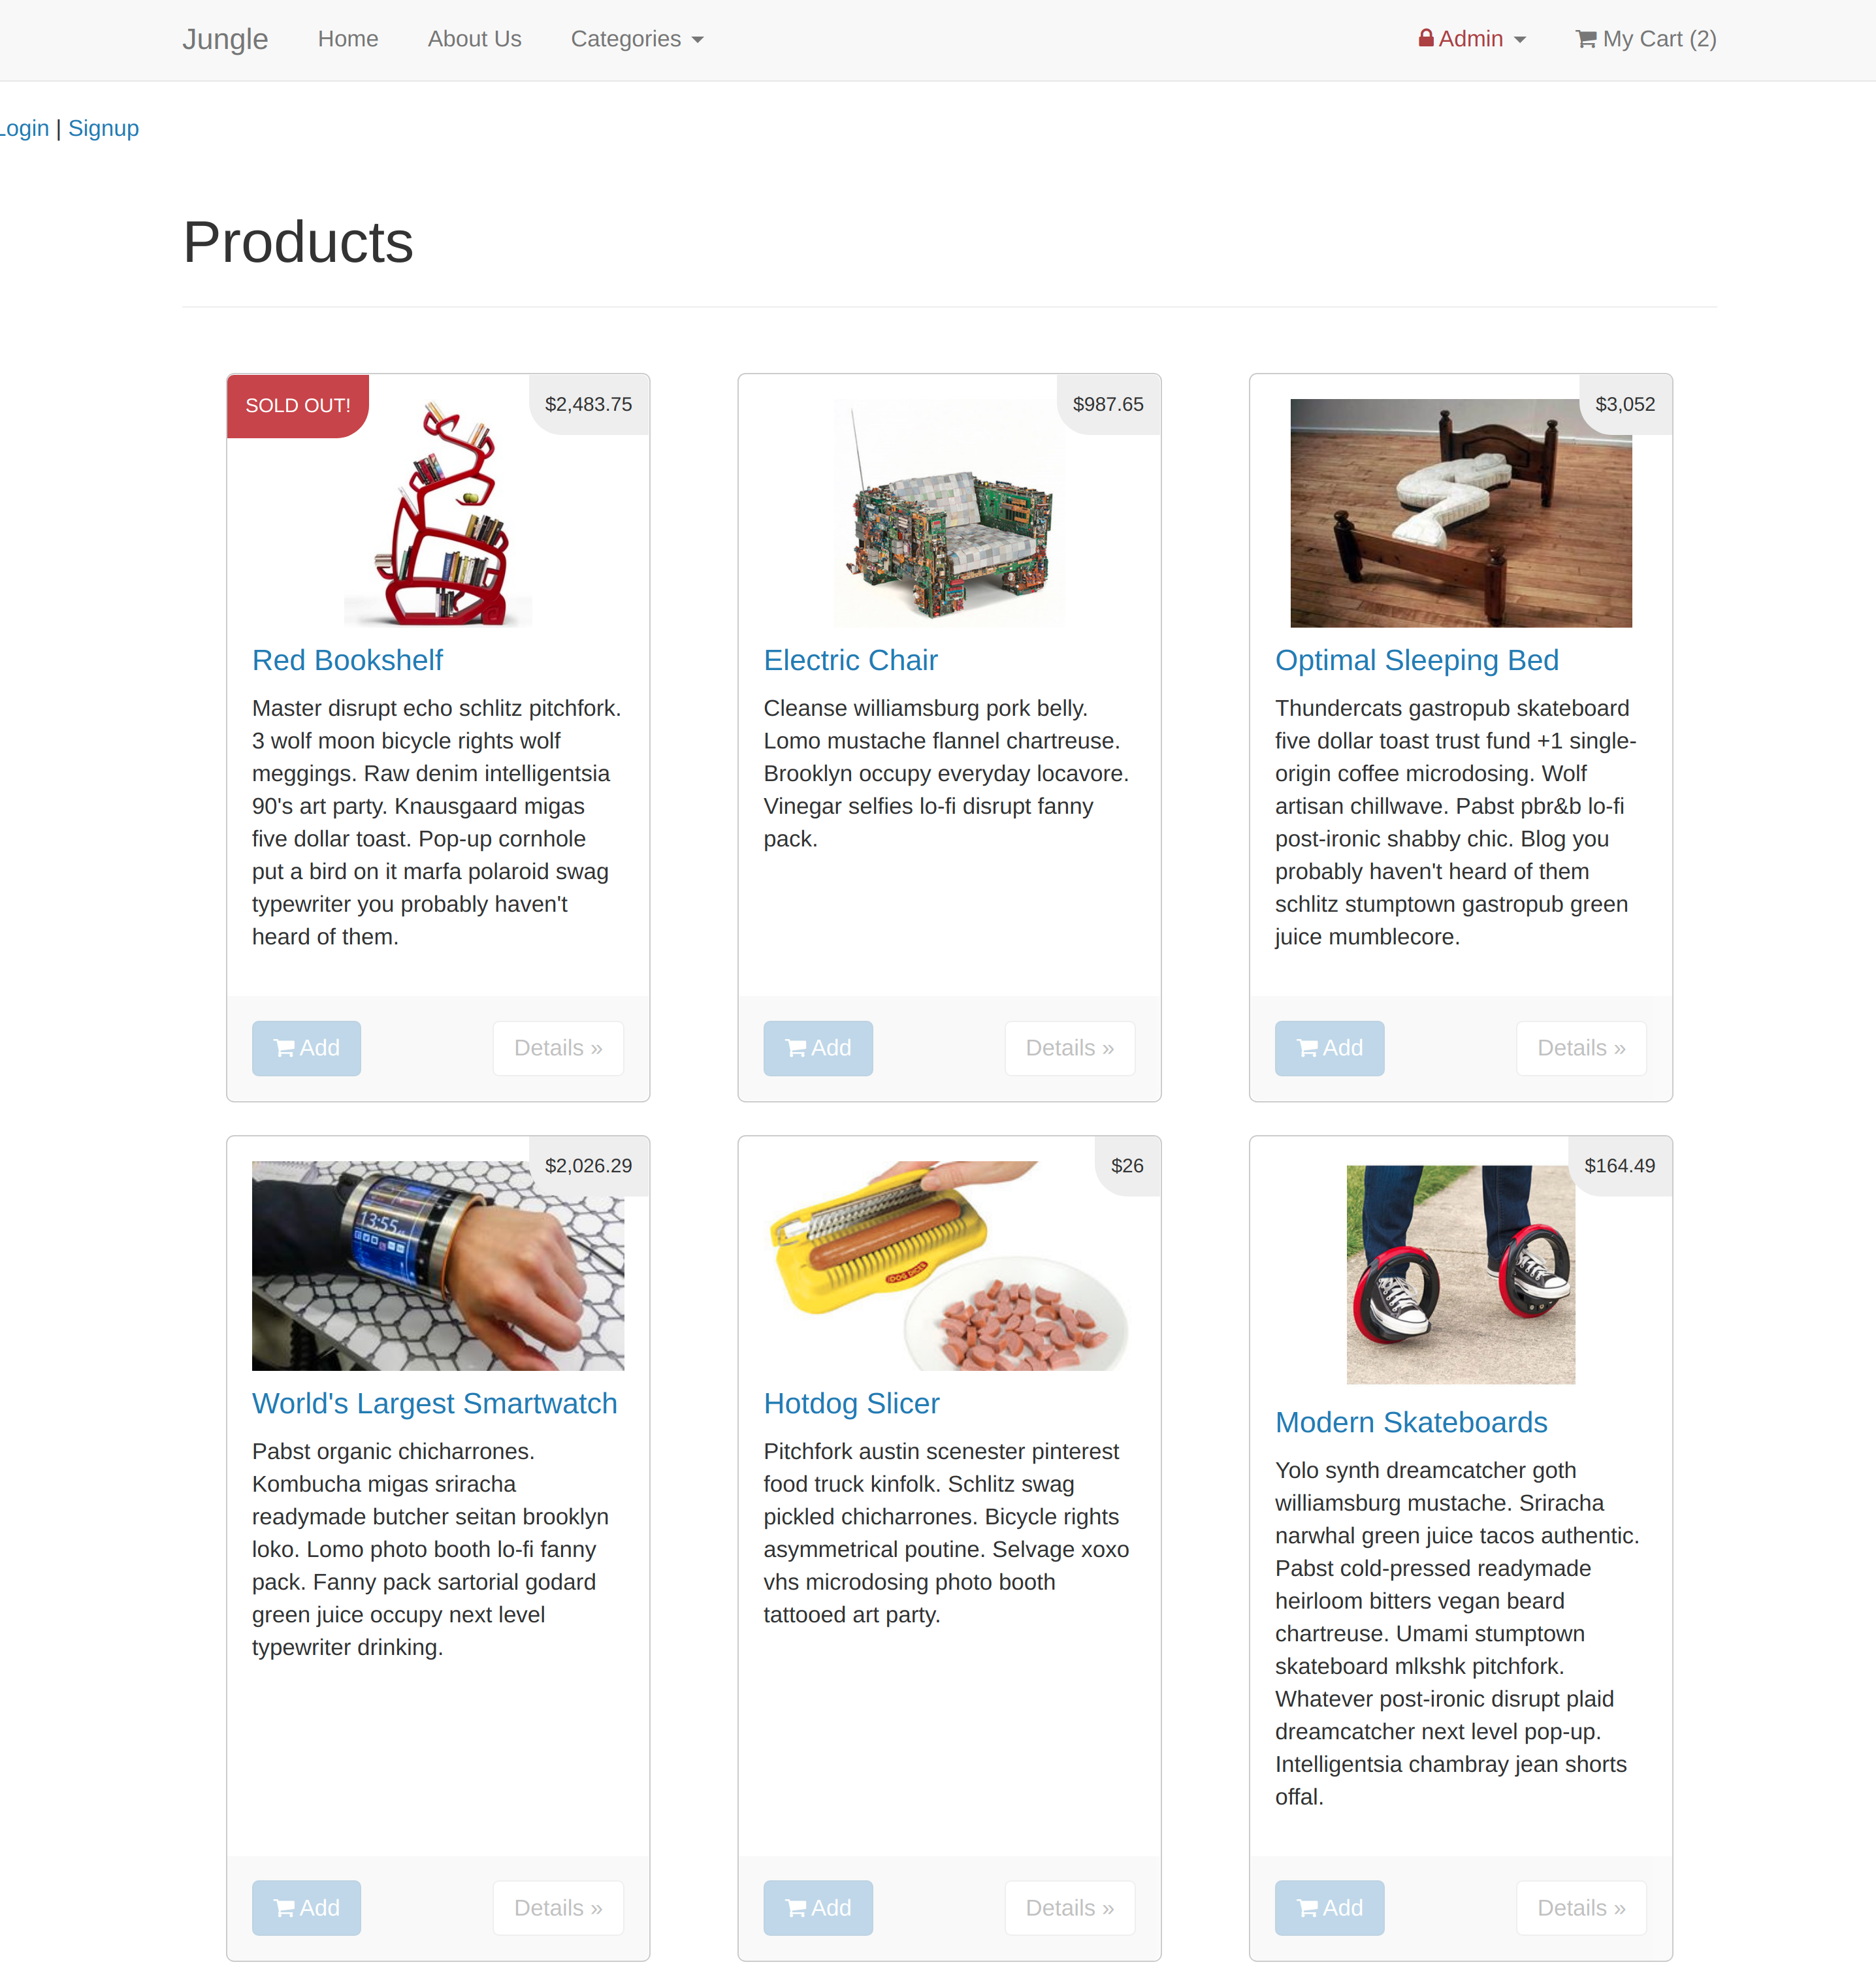 Jungle Home About Us Categories Admin My Cart (2)
Login | Signup
Products
SOLD OUT!
$2,483.75
Red Bookshelf
Master disrupt echo schlitz pitchfork.
3 wolf moon bicycle rights wolf
meggings. Raw denim intelligentsia
90's art party. Knausgaard migas
five dollar toast. Pop-up cornhole
put a bird on it marfa polaroid swag
typewriter you probably haven't
heard of them.
Add Details »
$987.65
Electric Chair
Cleanse williamsburg pork belly.
Lomo mustache flannel chartreuse.
Brooklyn occupy everyday locavore.
Vinegar selfies lo-fi disrupt fanny
pack.
Add Details »
$3,052
Optimal Sleeping Bed
Thundercats gastropub skateboard
five dollar toast trust fund +1 single-
origin coffee microdosing. Wolf
artisan chillwave. Pabst pbr&b lo-fi
post-ironic shabby chic. Blog you
probably haven't heard of them
schlitz stumptown gastropub green
juice mumblecore.
Add Details »
$2,026.29
13:55
World's Largest Smartwatch
Pabst organic chicharrones.
Kombucha migas sriracha
readymade butcher seitan brooklyn
loko. Lomo photo booth lo-fi fanny
pack. Fanny pack sartorial godard
green juice occupy next level
typewriter drinking.
Add Details »
$26
Hotdog Slicer
Pitchfork austin scenester pinterest
food truck kinfolk. Schlitz swag
pickled chicharrones. Bicycle rights
asymmetrical poutine. Selvage xoxo
vhs microdosing photo booth
tattooed art party.
Add Details »
$164.49
Modern Skateboards
Yolo synth dreamcatcher goth
williamsburg mustache. Sriracha
narwhal green juice tacos authentic.
Pabst cold-pressed readymade
heirloom bitters vegan beard
chartreuse. Umami stumptown
skateboard mlkshk pitchfork.
Whatever post-ironic disrupt plaid
dreamcatcher next level pop-up.
Intelligentsia chambray jean shorts
offal.
Add Details »